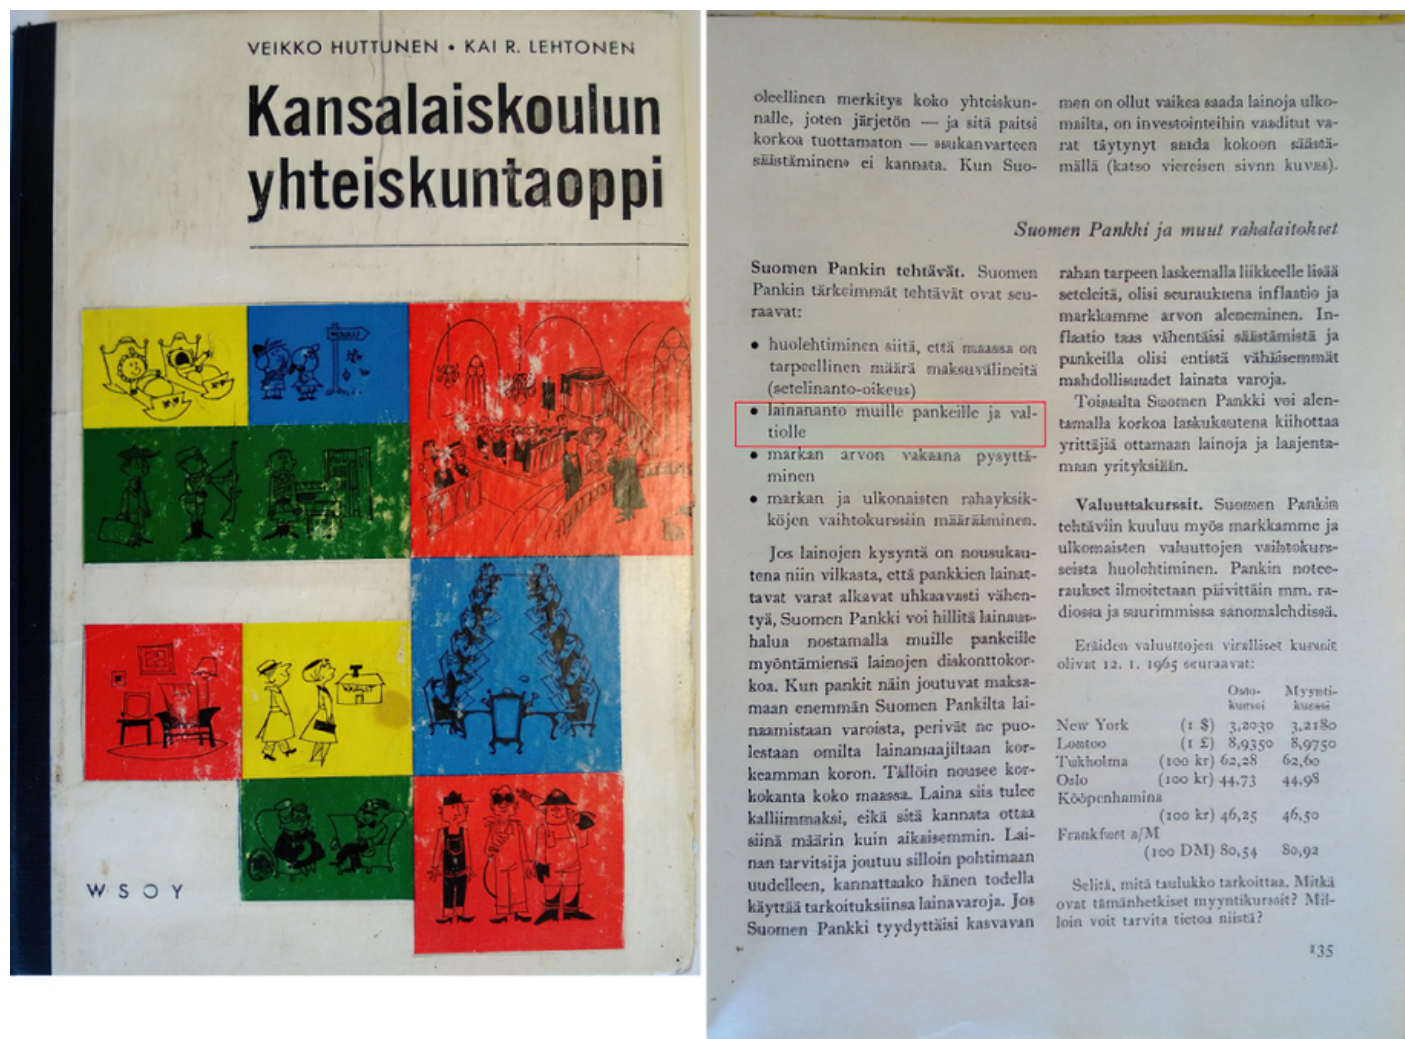 VEIKKO HUTTUNEN • KAI R. LEHTONEN
Kansalaiskoulun
yhteiskuntaoppi
WSOY
oleellinen merkitys koko yhteiskun-
nalle, joten järjetön — ja sitä paitsi
korkoa tuottamaton — »sukanvarteen
säästäminen» ei kannata. Kun Suo-
men on ollut vaikea saada lainoja ulko-
mailta, on investointeihin vaaditut va-
rat täytynyt saada kokoon säästä-
mällä (katso viereisen sivun kuvaa).
Suomen Pankki ja muut rahalaitokset
Suomen Pankin tehtävät. Suomen
Pankin tärkeimmät tehtävät ovat seu-
raavat:
• huolehtiminen siitä, että maassa on
tarpeellinen määrä maksuvälineitä
(setelinanto-oikeus)
• lainananto muille pankeille ja val-
tiolle
• markan arvon vakaana pysyttä-
minen
• markan ja ulkonaisten rahayksik-
köjen vaihtokurssin määrääminen.
Jos lainojen kysyntä on nousukau-
tena niin vilkasta, että pankkien lainat-
tavat varat alkavat uhkaavasti vähen-
tyä, Suomen Pankki voi hillitä lainaus-
halua nostamalla muille pankeille
myöntämiensä lainojen diskonttokor-
koa. Kun pankit näin joutuvat maksa-
maan enemmän Suomen Pankilta lai-
naamistaan varoista, perivät ne puo-
lestaan omilta lainansaajiltaan kor-
keamman koron. Tällöin nousee kor-
kokanta koko maassa. Laina siis tulee
kalliimmaksi, eikä sitä kannata ottaa
siinä määrin kuin aikaisemmin. Lai-
nan tarvitsija joutuu silloin pohtimaan
uudelleen, kannattaako hänen todella
käyttää tarkoituksiinsa lainavaroja. Jos
Suomen Pankki tyydyttäisi kasvavan
rahan tarpeen laskemalla liikkeelle lisää
seteleitä, olisi seurauksena inflaatio ja
markkamme arvon aleneminen. In-
flaatio taas vähentäisi säästämistä ja
pankeilla olisi entistä vähäisemmät
mahdollisuudet lainata varoja.
Toisaalta Suomen Pankki voi alen-
tamalla korkoa laskukautena kiihottaa
yrittäjiä ottamaan lainoja ja laajenta-
maan yrityksiään.
Valuuttakurssit. Suomen Pankin
tehtäviin kuuluu myös markkamme ja
ulkomaisten valuuttojen vaihtokurs-
seista huolehtiminen. Pankin notee-
raukset ilmoitetaan päivittäin mm. ra-
diossa ja suurimmissa sanomalehdissä.
Eräiden valuuttojen viralliset kurssit
olivat 12. 1. 1965 seuraavat:
Osto- Myynti-
kurssi kurssi
New York (1 $) 3,2030 3,2180
Lontoo (1 £) 8,9350 8,9750
Tukholma (100 kr) 62,28 62,60
Oslo (100 kr) 44,73 44,98
Kööpenhamina
(100 kr) 46,25 46,50
Frankfurt a/M
(100 DM) 80,54 80,92
Selitä, mitä taulukko tarkoittaa. Mitkä
ovat tämänhetkiset myyntikurssit? Mil-
loin voit tarvita tietoa niistä?
135